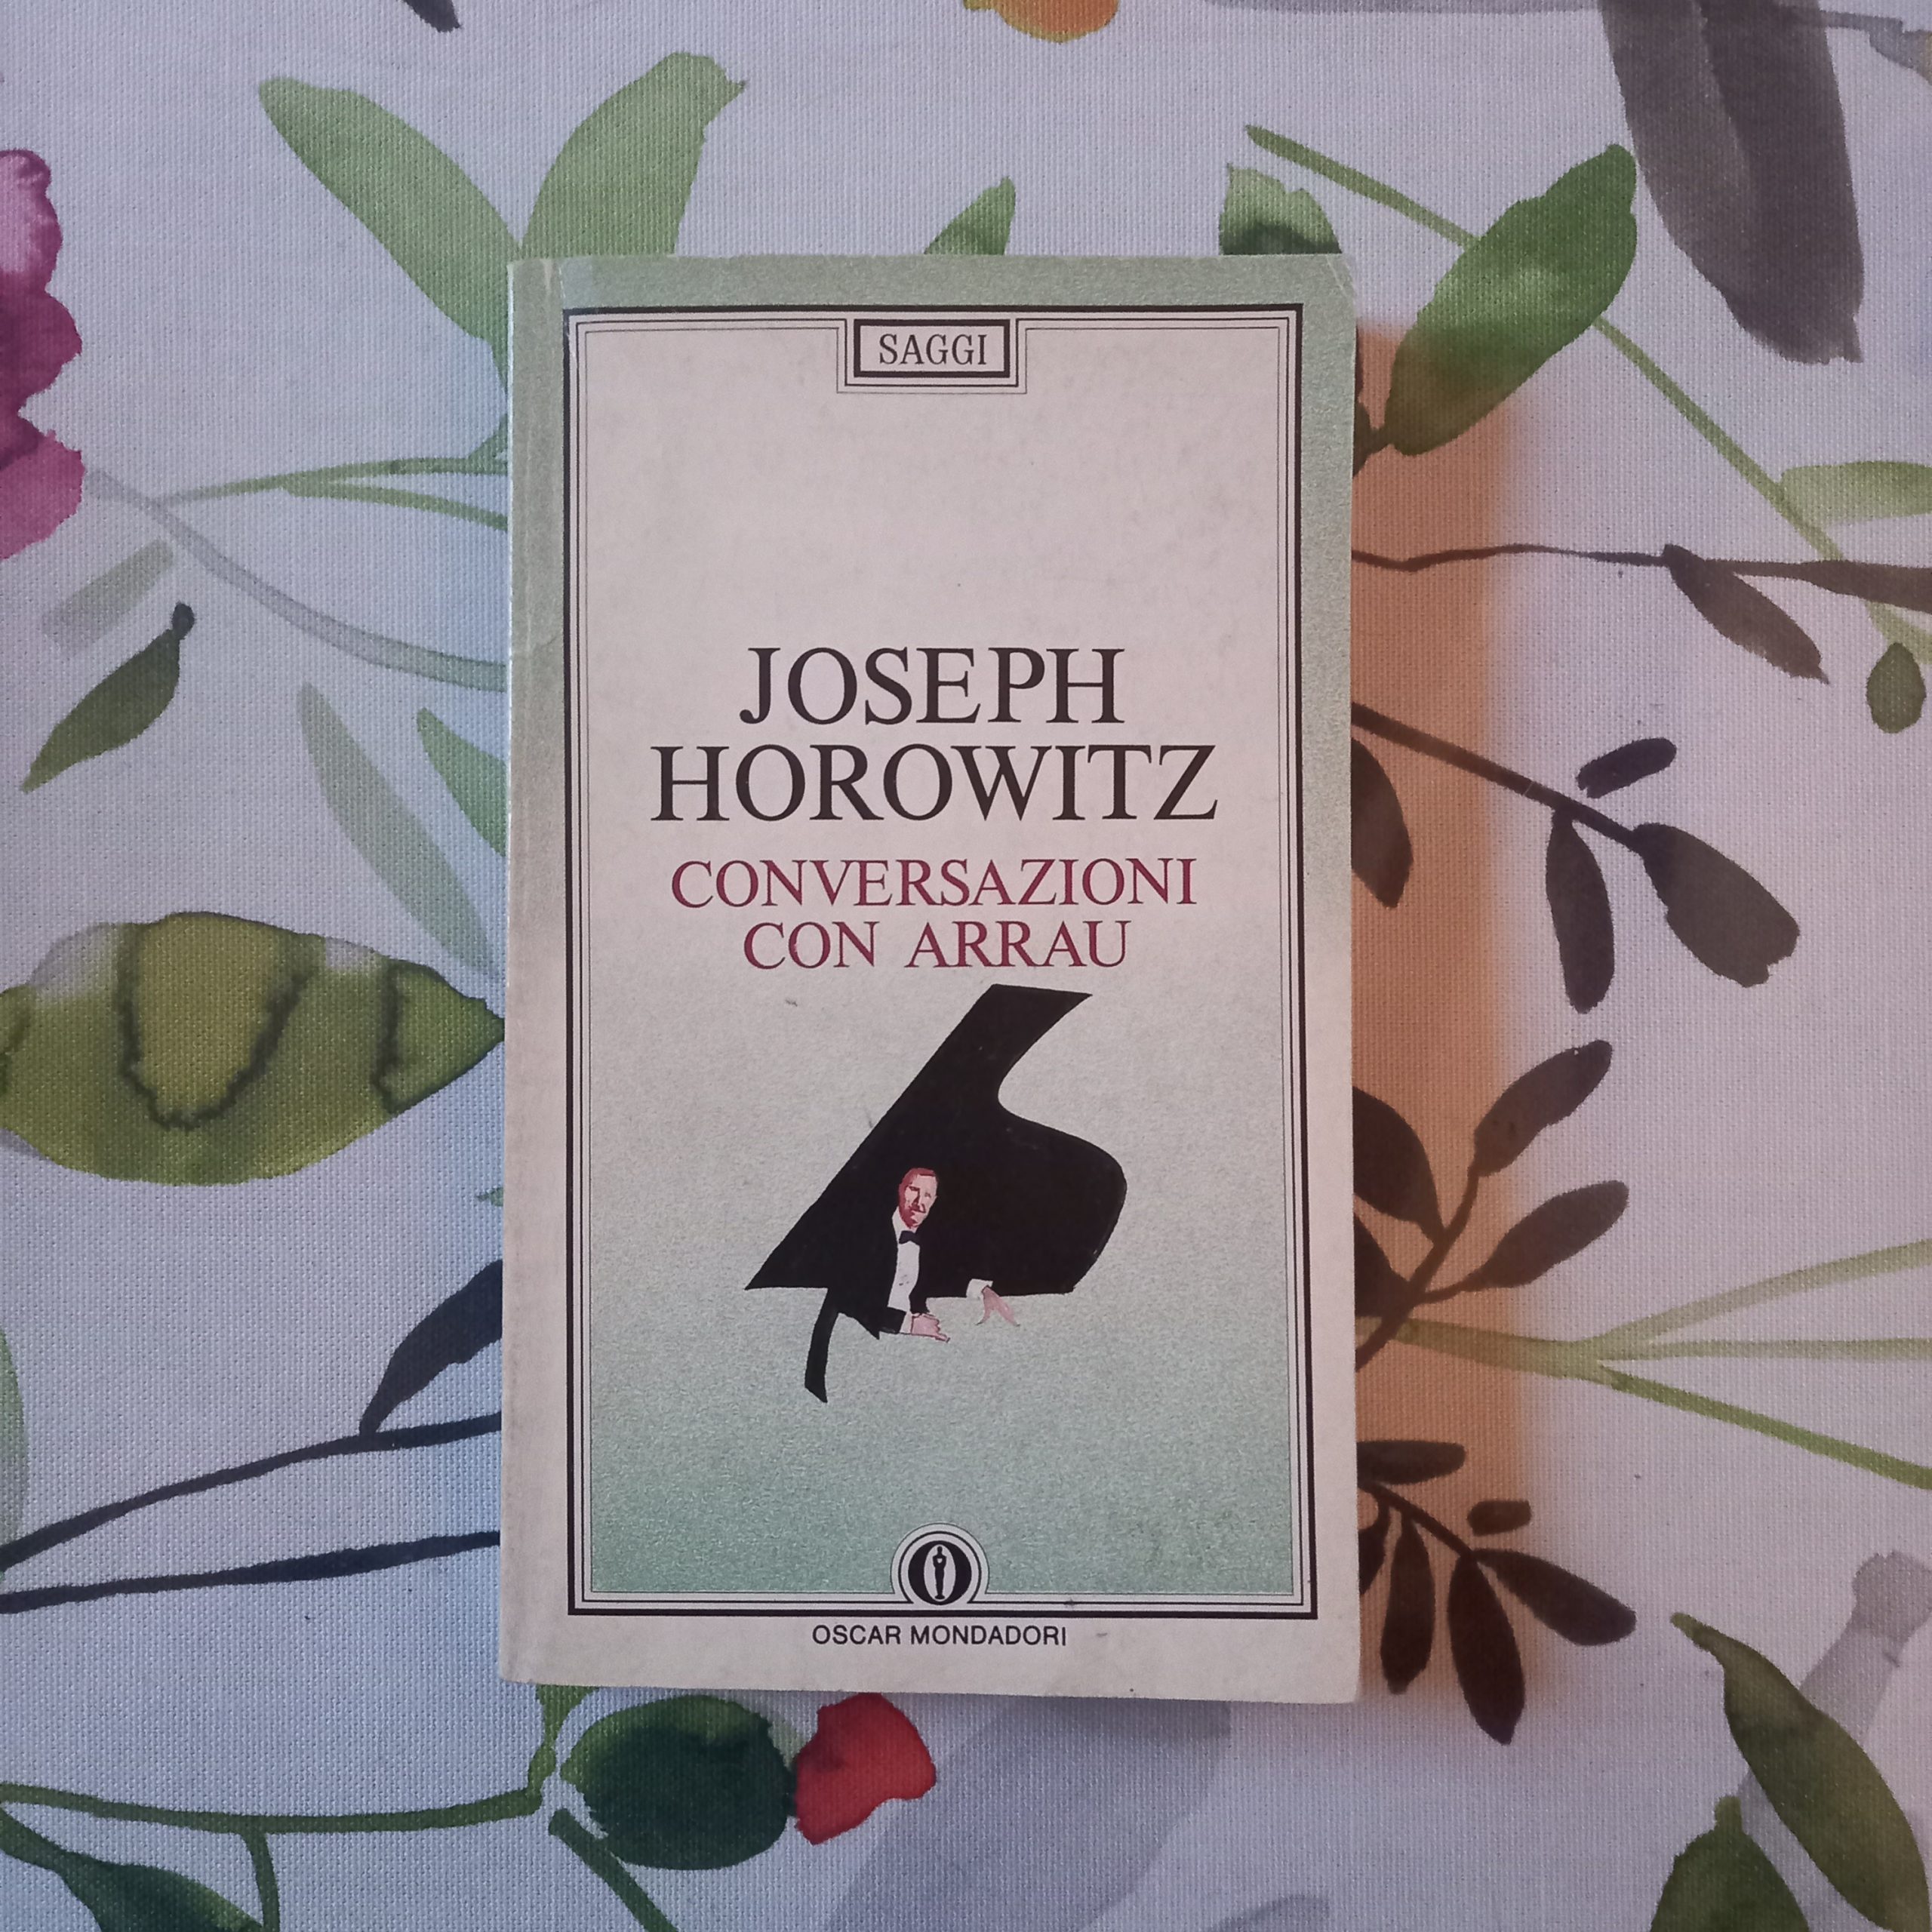 SAGGI
JOSEPH
HOROWITZ
CONVERSAZIONI
CON ARRAU
OSCAR MONDADORI